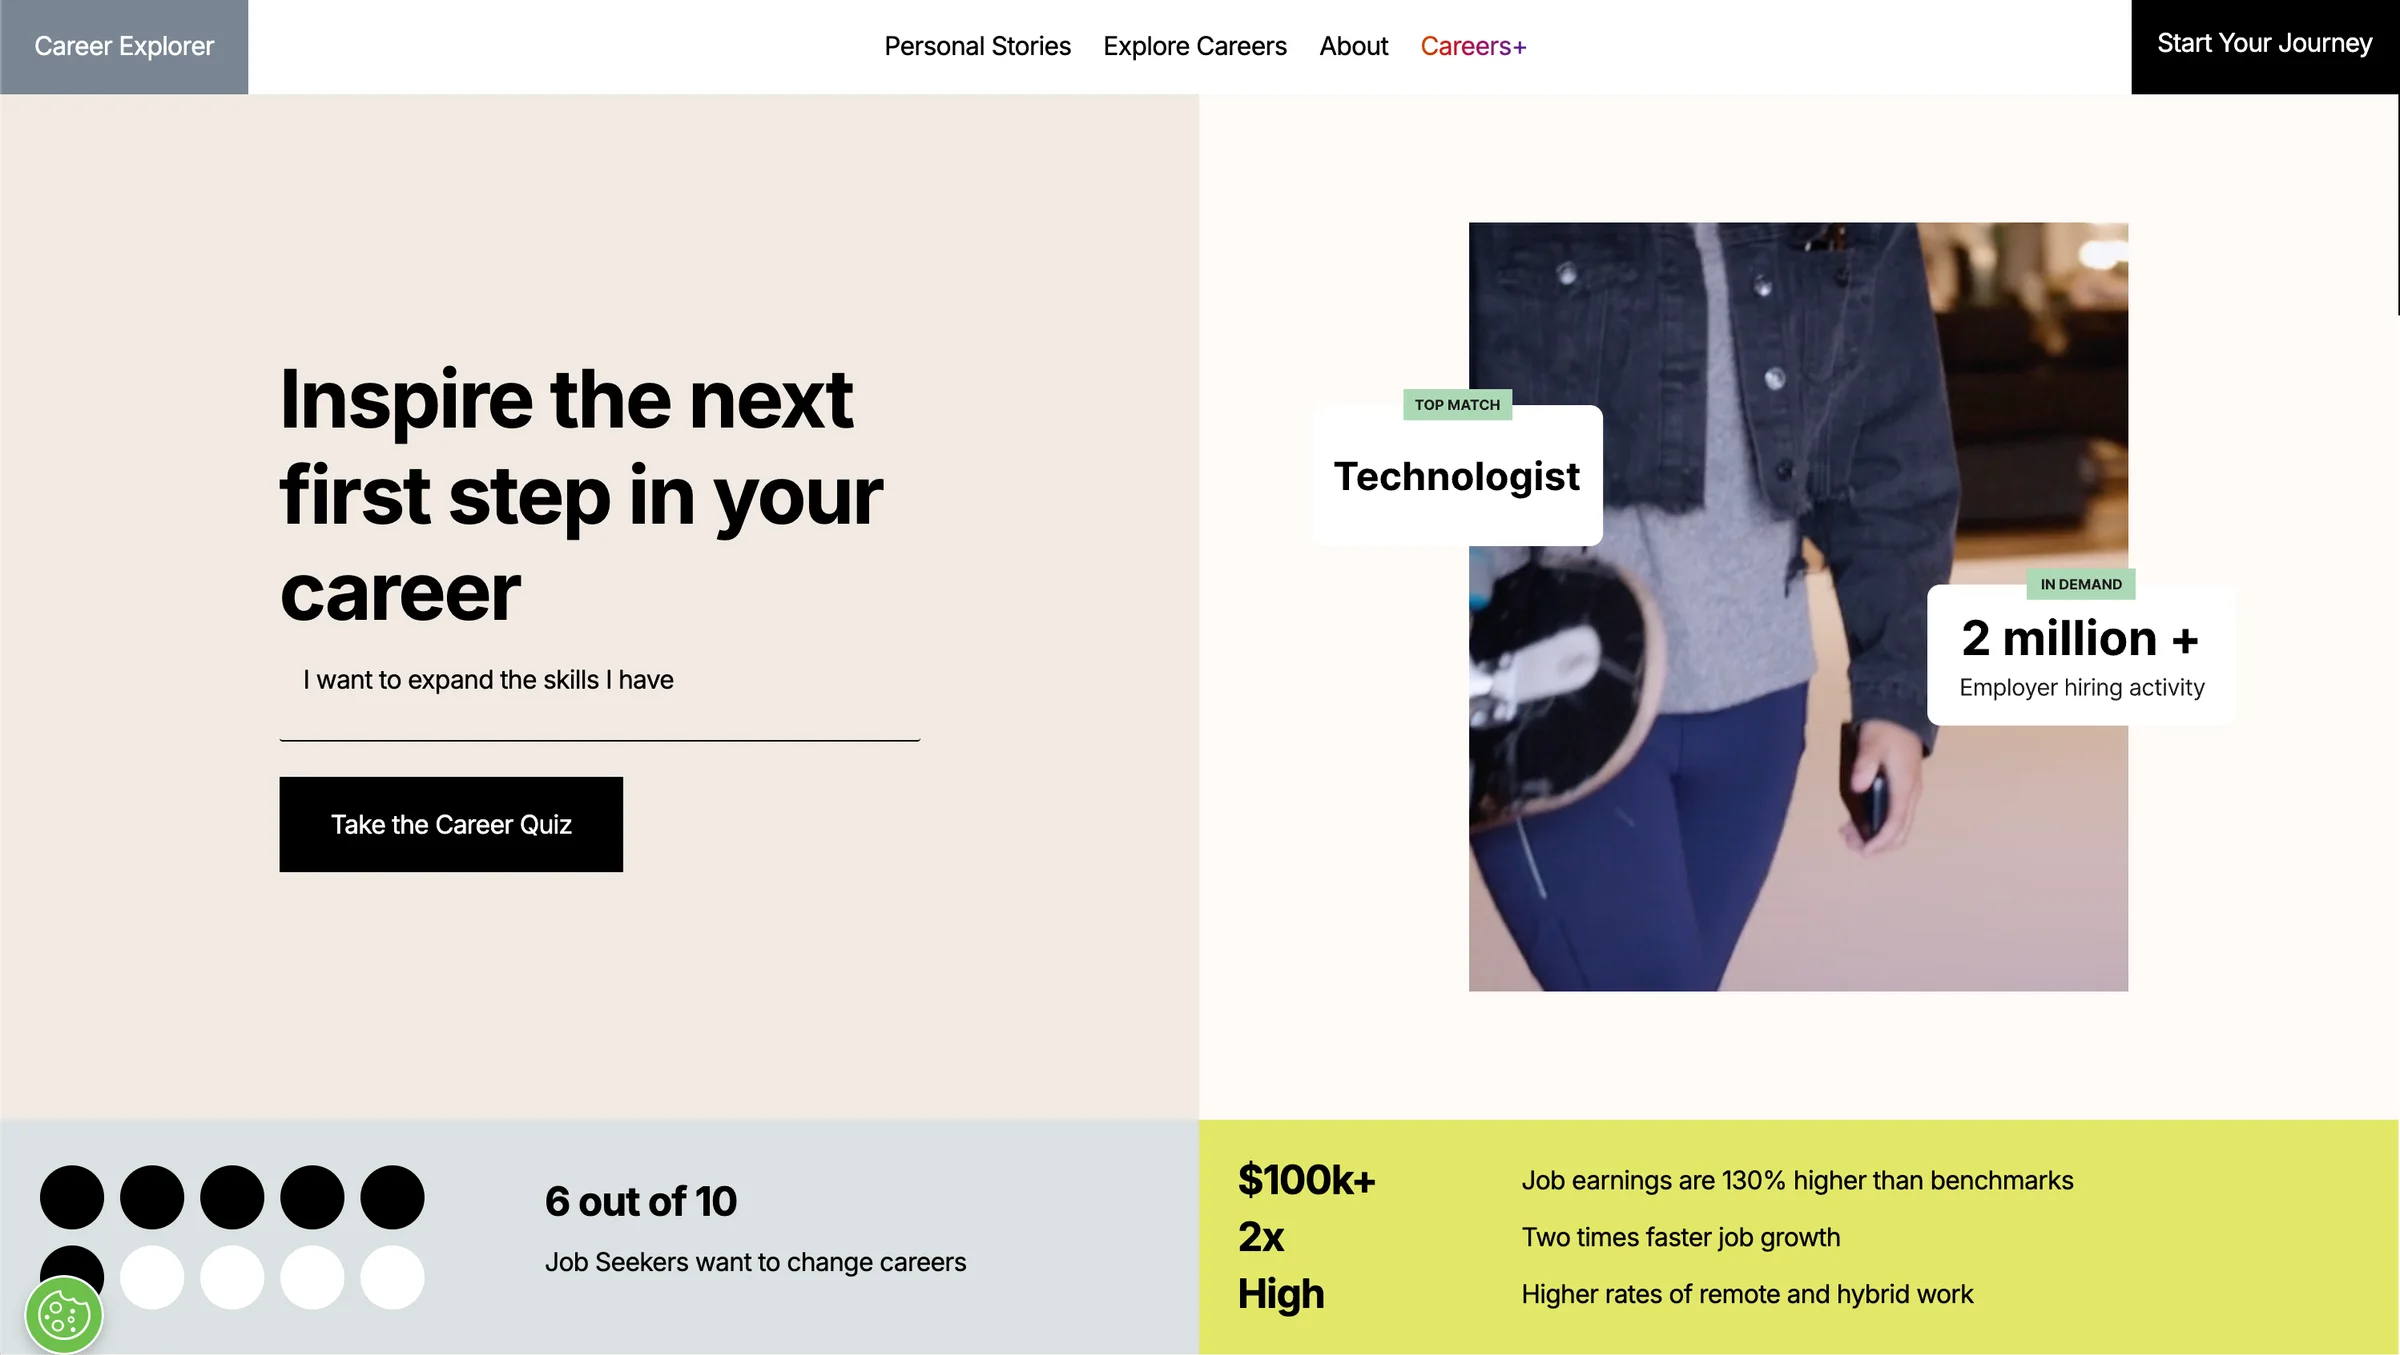 Career Explorer
Personal Stories
Explore Careers
About
Careers+
Start Your Journey
Inspire the next
first step in your
career
I want to expand the skills I have
Take the Career Quiz
TOP MATCH
Technologist
IN DEMAND
2 million +
Employer hiring activity
6 out of 10
Job Seekers want to change careers
$100k+ Job earnings are 130% higher than benchmarks
2x Two times faster job growth
High Higher rates of remote and hybrid work